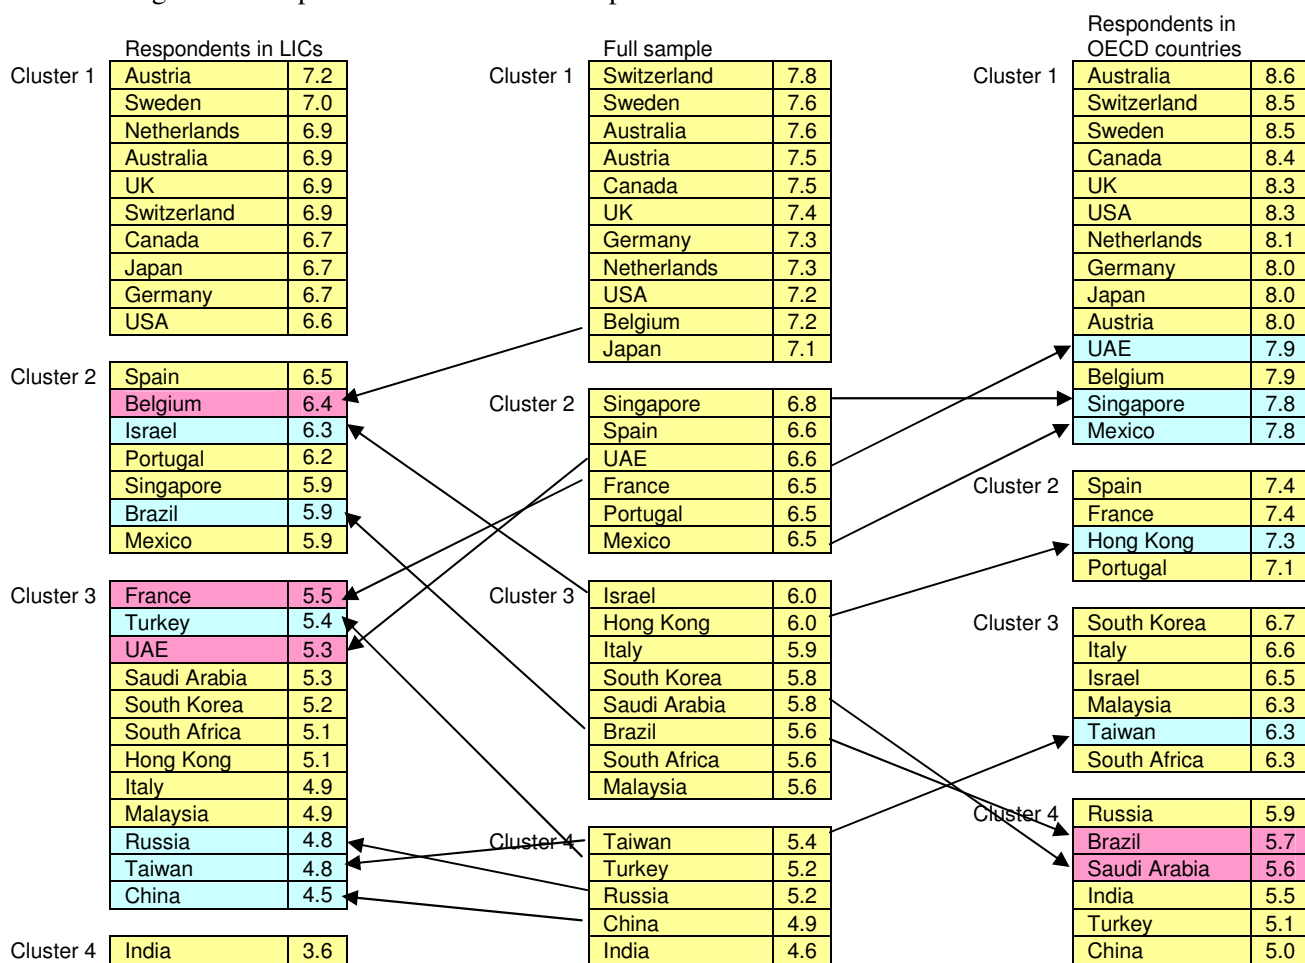 Respondents in LICs
Cluster 1
Austria 7.2
Sweden 7.0
Netherlands 6.9
Australia 6.9
UK 6.9
Switzerland 6.9
Canada 6.7
Japan 6.7
Germany 6.7
USA 6.6
Cluster 2
Spain 6.5
Belgium 6.4
Israel 6.3
Portugal 6.2
Singapore 5.9
Brazil 5.9
Mexico 5.9
Cluster 3
France 5.5
Turkey 5.4
UAE 5.3
Saudi Arabia 5.3
South Korea 5.2
South Africa 5.1
Hong Kong 5.1
Italy 4.9
Malaysia 4.9
Russia 4.8
Taiwan 4.8
China 4.5
Cluster 4
India 3.6
Full sample
Cluster 1
Switzerland 7.8
Sweden 7.6
Australia 7.6
Austria 7.5
Canada 7.5
UK 7.4
Germany 7.3
Netherlands 7.3
USA 7.2
Belgium 7.2
Japan 7.1
Cluster 2
Singapore 6.8
Spain 6.6
UAE 6.6
France 6.5
Portugal 6.5
Mexico 6.5
Cluster 3
Israel 6.0
Hong Kong 6.0
Italy 5.9
South Korea 5.8
Saudi Arabia 5.8
Brazil 5.6
South Africa 5.6
Malaysia 5.6
Cluster 4
Taiwan 5.4
Turkey 5.2
Russia 5.2
China 4.9
India 4.6
Respondents in
OECD countries
Cluster 1
Australia 8.6
Switzerland 8.5
Sweden 8.5
Canada 8.4
UK 8.3
USA 8.3
Netherlands 8.1
Germany 8.0
Japan 8.0
Austria 8.0
UAE 7.9
Belgium 7.9
Singapore 7.8
Mexico 7.8
Cluster 2
Spain 7.4
France 7.4
Hong Kong 7.3
Portugal 7.1
Cluster 3
South Korea 6.7
Italy 6.6
Israel 6.5
Malaysia 6.3
Taiwan 6.3
South Africa 6.3
Cluster 4
Russia 5.9
Brazil 5.7
Saudi Arabia 5.6
India 5.5
Turkey 5.1
China 5.0